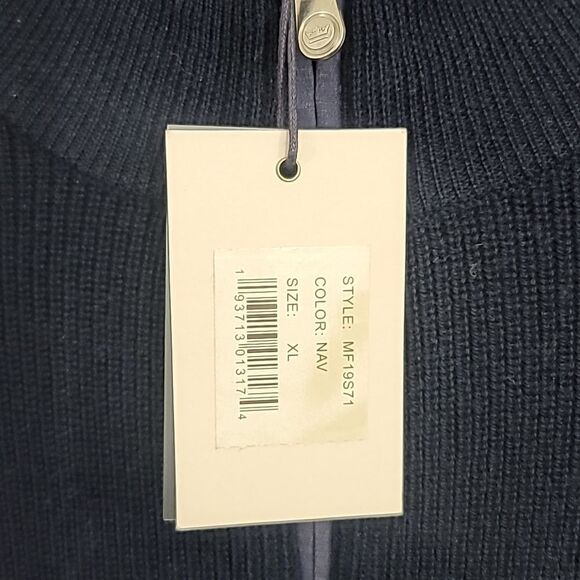 STYLE: MF19S71
COLOR: NAV
SIZE: XL
1 93713 01317 4